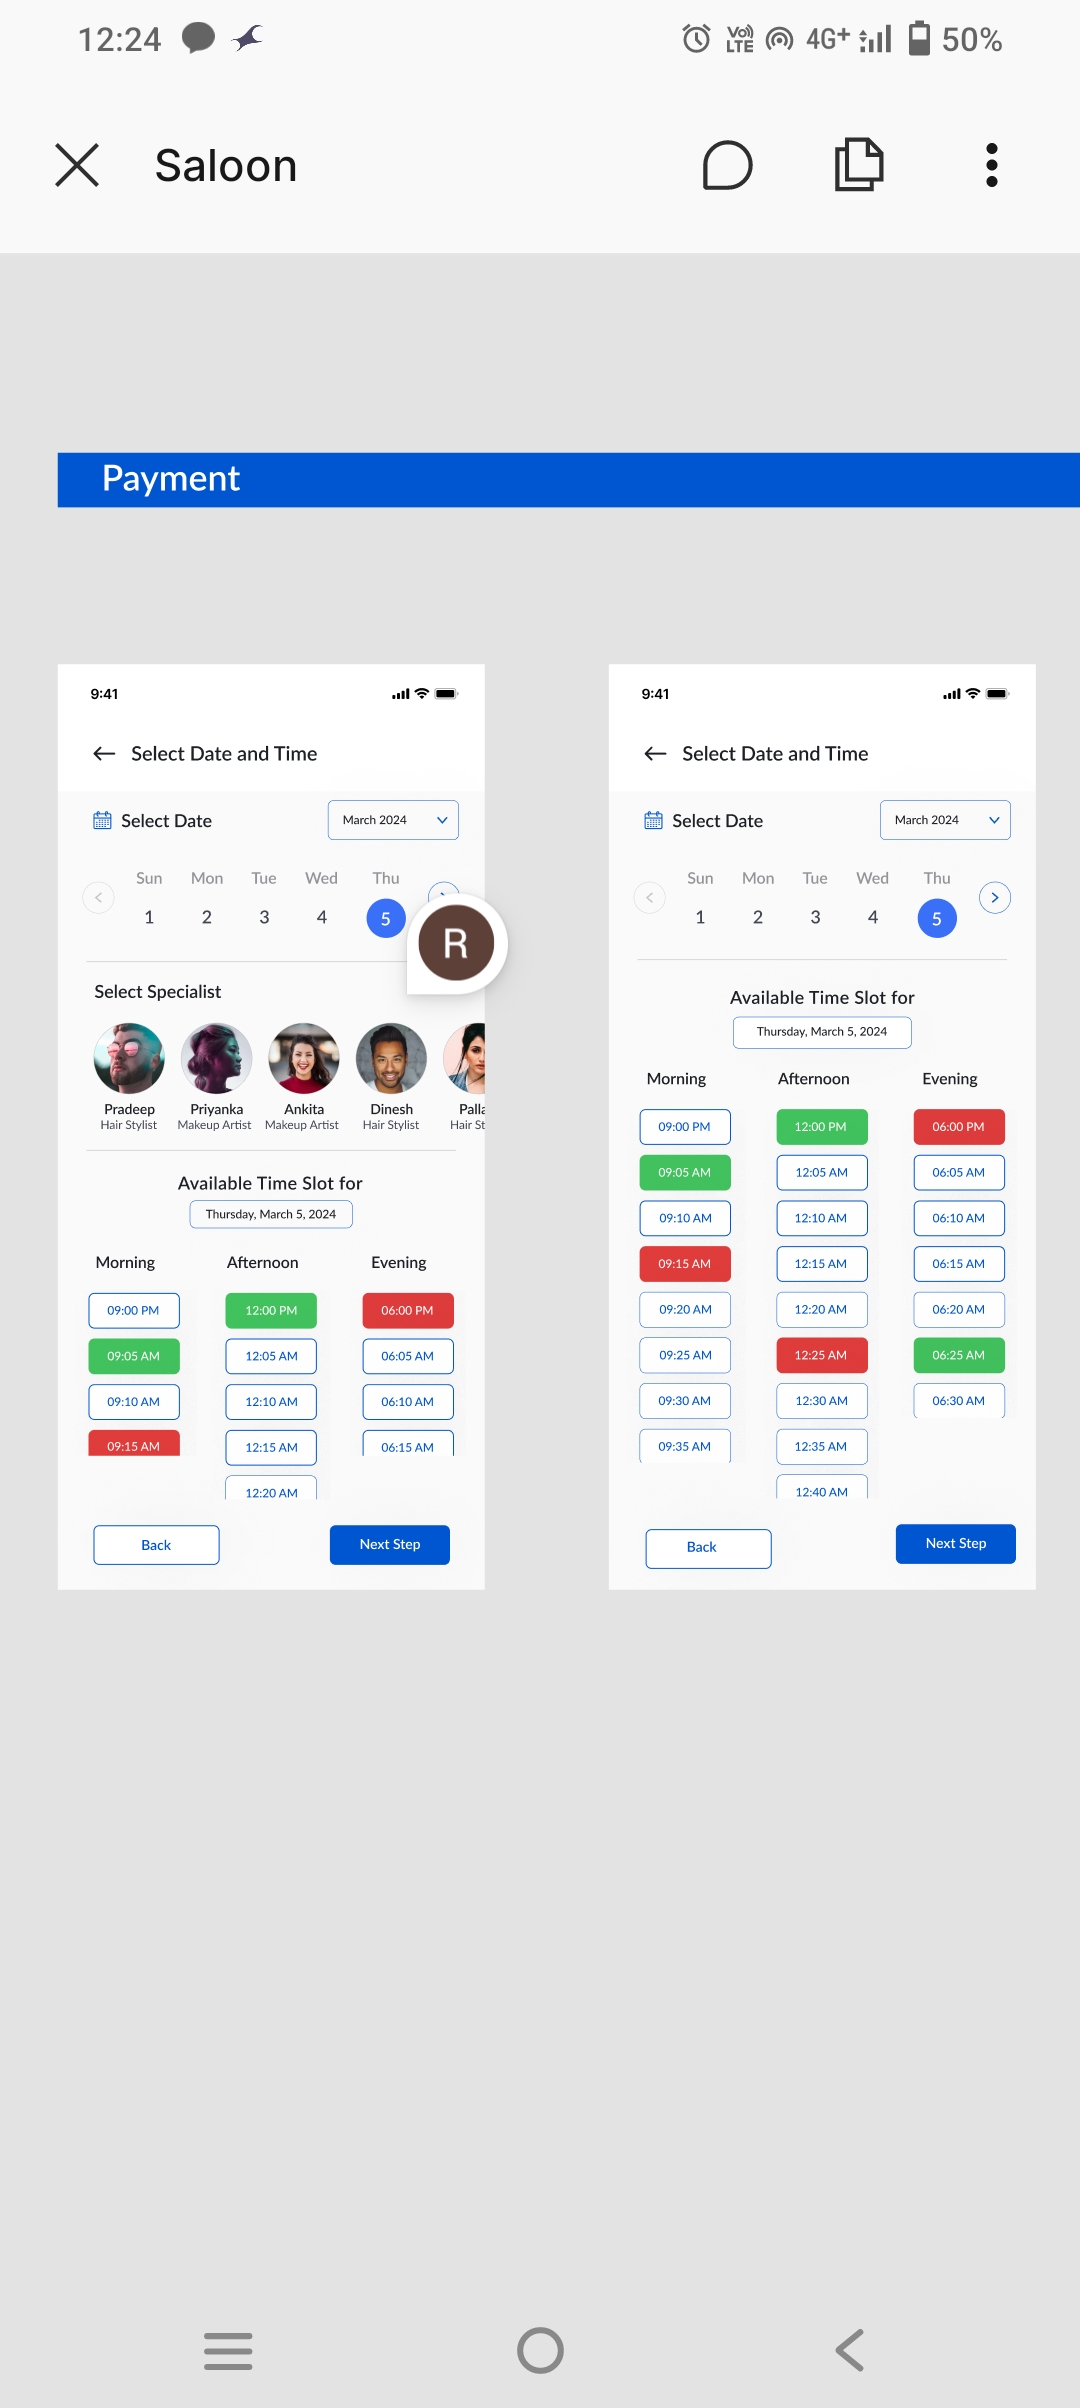 12:24
Vo)) LTE 4G+ 50%
Saloon
Payment
9:41
Select Date and Time
Select Date
March 2024
Sun Mon Tue Wed Thu
1 2 3 4 5
R
Select Specialist
Pradeep Priyanka Ankita Dinesh Palla
Hair Stylist Makeup Artist Makeup Artist Hair Stylist Hair St
Available Time Slot for
Thursday, March 5, 2024
Morning Afternoon Evening
09:00 PM 12:00 PM 06:00 PM
09:05 AM 12:05 AM 06:05 AM
09:10 AM 12:10 AM 06:10 AM
09:15 AM 12:15 AM 06:15 AM
12:20 AM
Back Next Step
9:41
Select Date and Time
Select Date
March 2024
Sun Mon Tue Wed Thu
1 2 3 4 5
Available Time Slot for
Thursday, March 5, 2024
Morning Afternoon Evening
09:00 PM 12:00 PM 06:00 PM
09:05 AM 12:05 AM 06:05 AM
09:10 AM 12:10 AM 06:10 AM
09:15 AM 12:15 AM 06:15 AM
09:20 AM 12:20 AM 06:20 AM
09:25 AM 12:25 AM 06:25 AM
09:30 AM 12:30 AM 06:30 AM
09:35 AM 12:35 AM
12:40 AM
Back Next Step